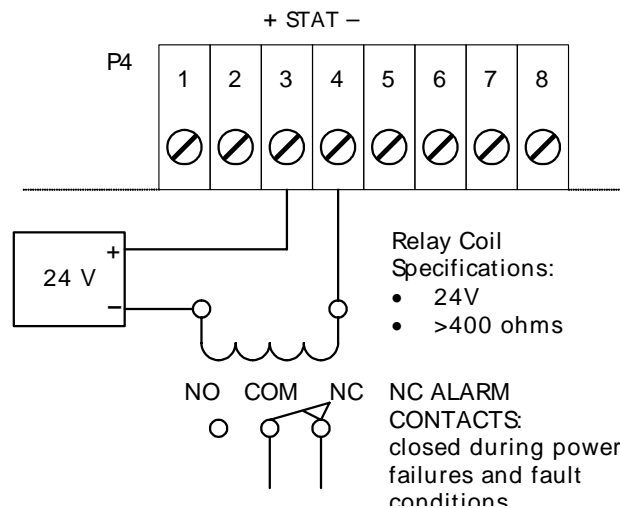 + STAT –
P4
1 2 3 4 5 6 7 8
24 V
+
–
Relay Coil
Specifications:
• 24V
• >400 ohms
NO COM NC
NC ALARM
CONTACTS:
closed during power
failures and fault
conditions